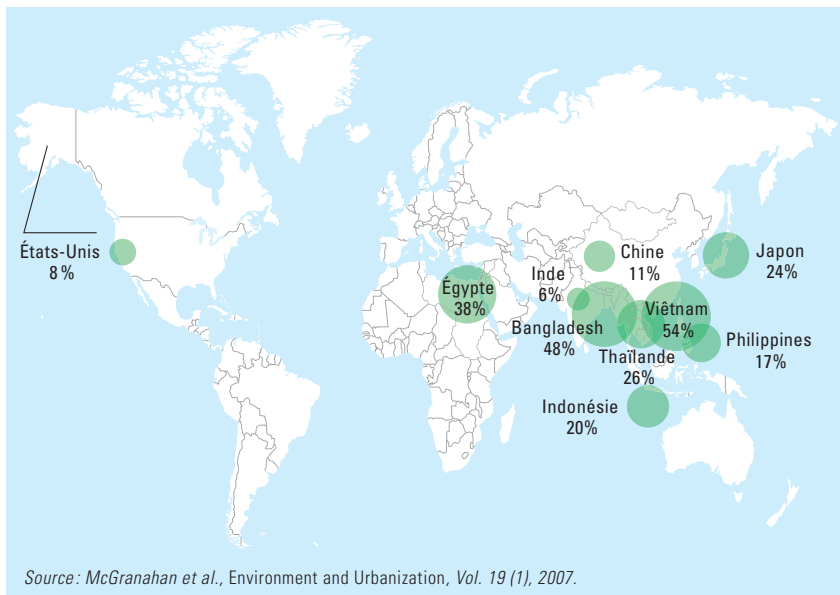 États-Unis
8 %
Égypte
38%
Inde
6%
Chine
11%
Japon
24%
Bangladesh
48%
Viêtnam
54%
Thaïlande
26%
Philippines
17%
Indonésie
20%
Source : McGranahan et al., Environment and Urbanization, Vol. 19 (1), 2007.